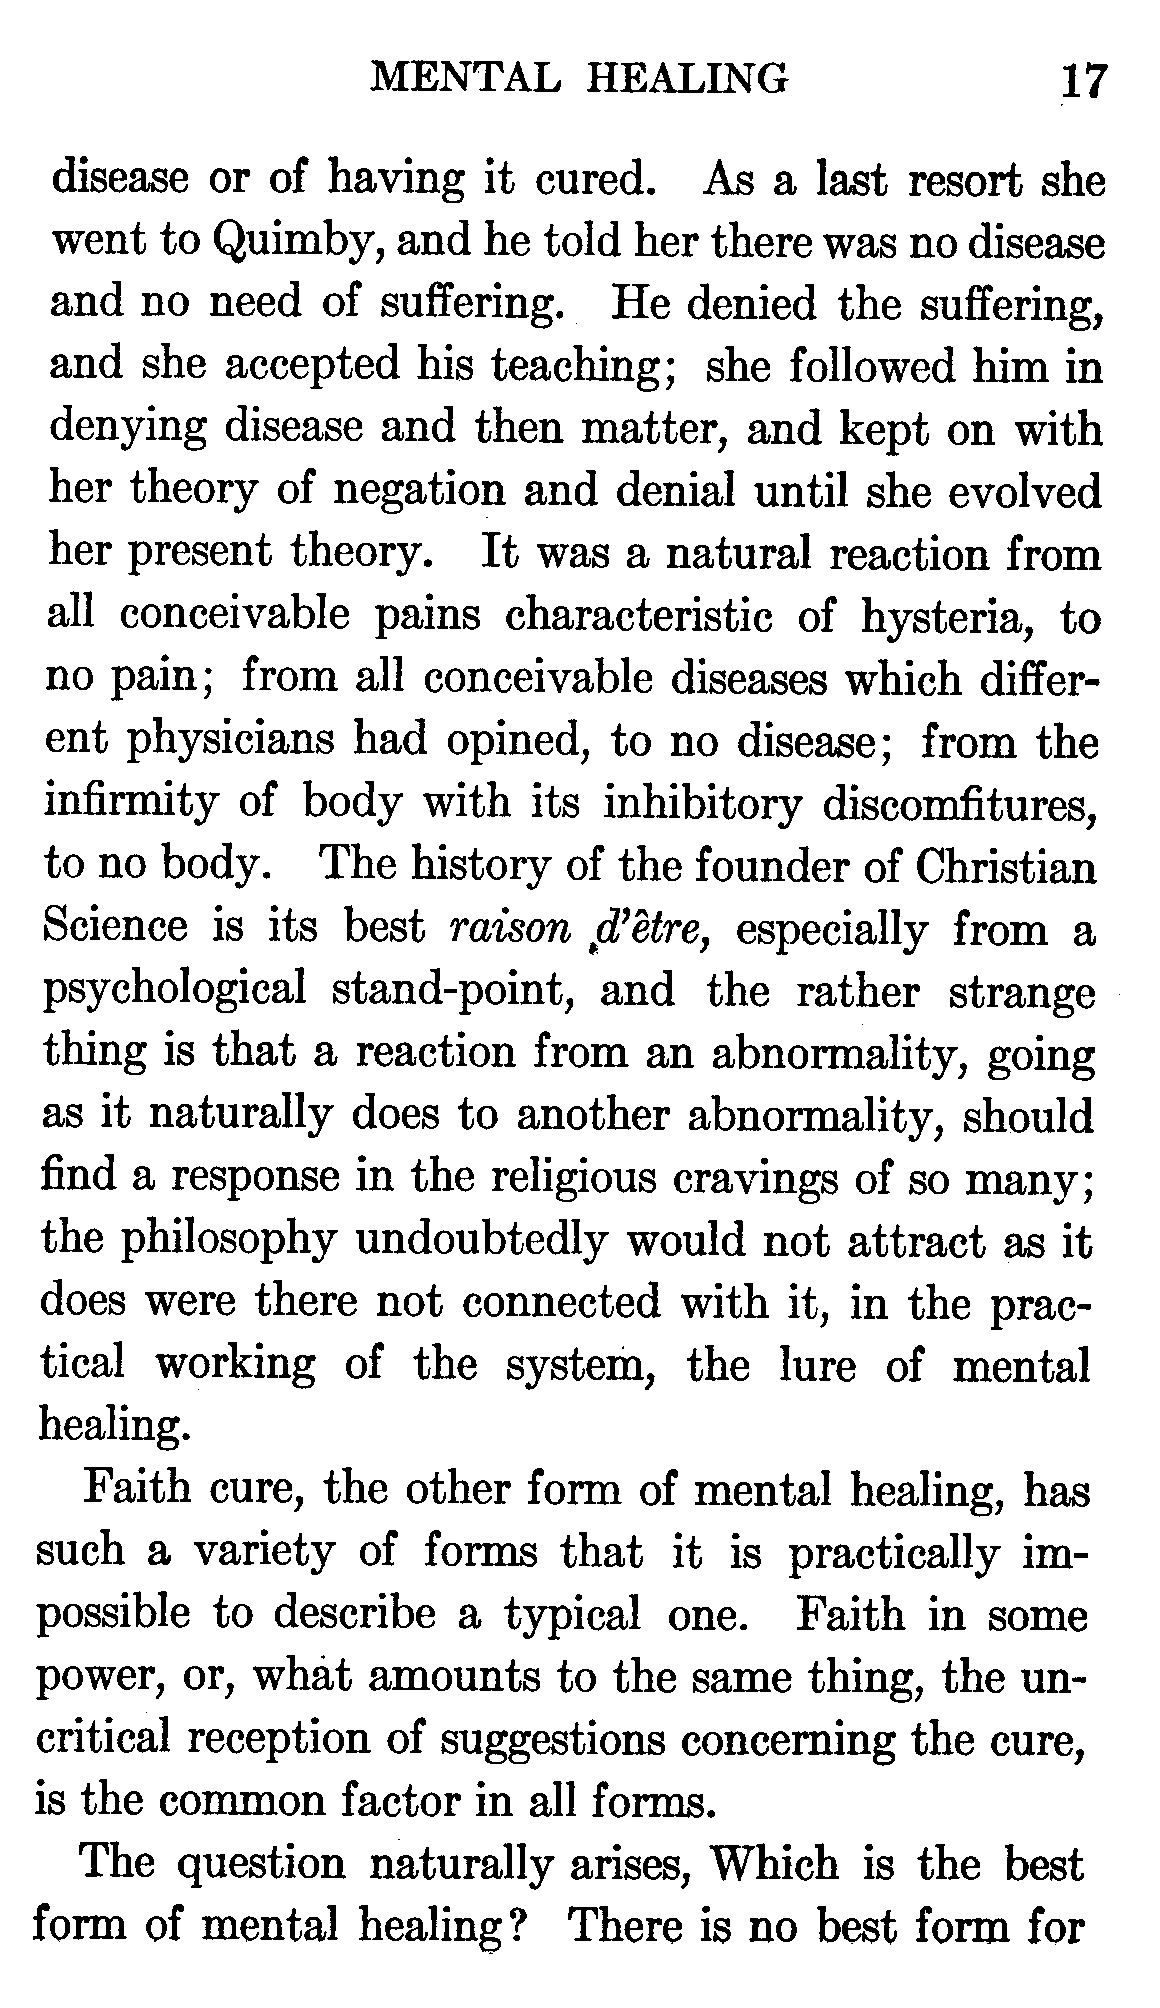 MENTAL HEALING 17
disease or of having it cured. As a last resort she
went to Quimby, and he told her there was no disease
and no need of suffering. He denied the suffering,
and she accepted his teaching; she followed him in
denying disease and then matter, and kept on with
her theory of negation and denial until she evolved
her present theory. It was a natural reaction from
all conceivable pains characteristic of hysteria, to
no pain; from all conceivable diseases which differ-
ent physicians had opined, to no disease; from the
infirmity of body with its inhibitory discomfitures,
to no body. The history of the founder of Christian
Science is its best raison d'être, especially from a
psychological stand-point, and the rather strange
thing is that a reaction from an abnormality, going
as it naturally does to another abnormality, should
find a response in the religious cravings of so many;
the philosophy undoubtedly would not attract as it
does were there not connected with it, in the prac-
tical working of the system, the lure of mental
healing.
Faith cure, the other form of mental healing, has
such a variety of forms that it is practically im-
possible to describe a typical one. Faith in some
power, or, what amounts to the same thing, the un-
critical reception of suggestions concerning the cure,
is the common factor in all forms.
The question naturally arises, Which is the best
form of mental healing? There is no best form for